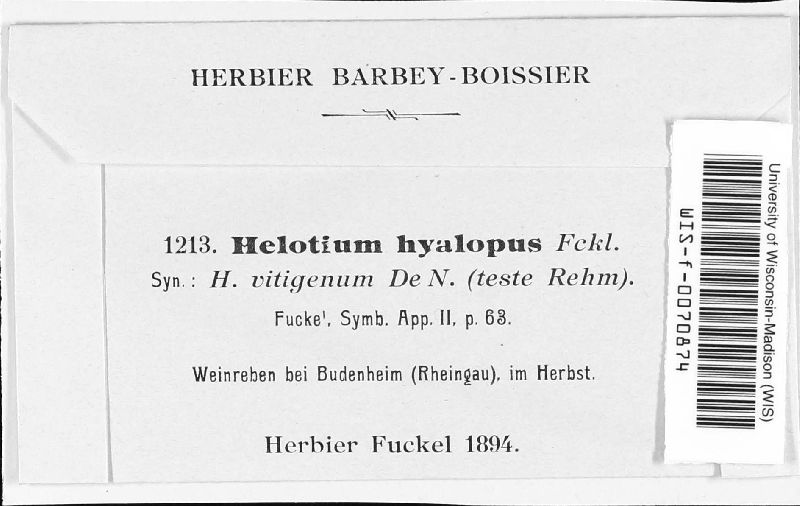 HERBIER BARBEY-BOISSIER
1213. Helotium hyalopus Fckl.
Syn.: H. vitigenum De N. (teste Rehm).
Fuckel, Symb. App. II, p. 63.
Weinreben bei Budenheim (Rheingau), im Herbst.
Herbier Fuckel 1894.
University of Wisconsin-Madison (WIS)
WIS-f-0070874